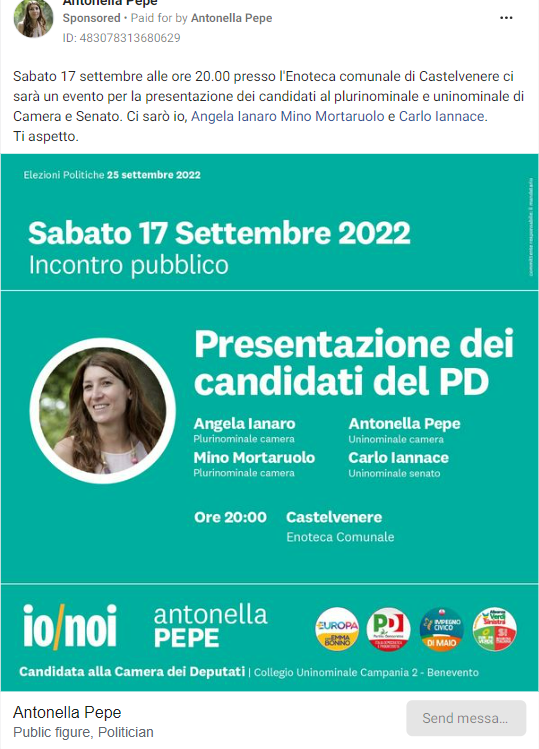 Antonella Pepe
Sponsored • Paid for by Antonella Pepe
ID: 483078313680629
Sabato 17 settembre alle ore 20.00 presso l'Enoteca comunale di Castelvenere ci
sarà un evento per la presentazione dei candidati al plurinominale e uninominale di
Camera e Senato. Ci sarò io, Angela Ianaro Mino Mortaruolo e Carlo Iannace.
Ti aspetto.
Elezioni Politiche 25 settembre 2022
Sabato 17 Settembre 2022
Incontro pubblico
Presentazione dei
candidati del PD
Angela Ianaro
Plurinominale camera
Antonella Pepe
Uninominale camera
Mino Mortaruolo
Plurinominale camera
Carlo Iannace
Uninominale senato
Ore 20:00 Castelvenere
Enoteca Comunale
io/noi
antonella
PEPE
+EUROPA
EMMA
BONINO
PD
IMPEGNO
CIVICO
DI MAIO
Verdi
Sinistra
SI
Candidata alla Camera dei Deputati | Collegio Uninominale Campania 2 - Benevento
Antonella Pepe
Public figure, Politician
Send messa...